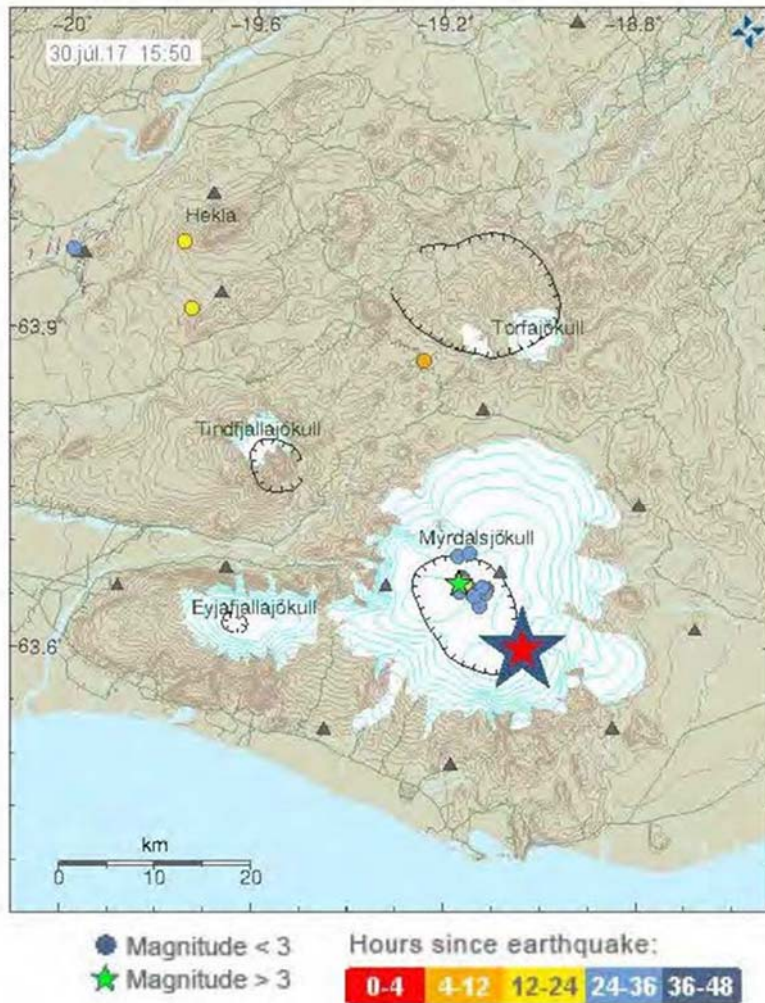 -20° -19.6° -19.2° -18.8°
30.júl.17 15:50
Hekla
63.9°
Torfajökull
Tindfjallajökull
Myrdalsjökull
Eyjafjallajökull
63.6°
km
0 10 20
Magnitude < 3
Magnitude > 3
Hours since earthquake:
0-4 4-12 12-24 24-36 36-48